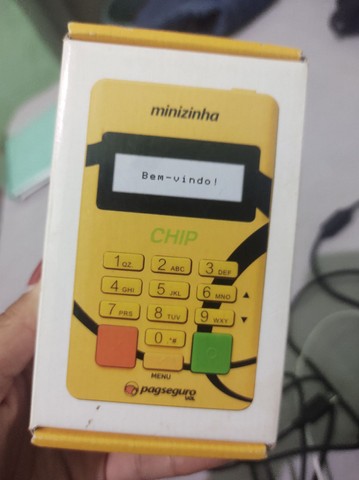 minizinha
Bem-vindo!
CHIP
1 QZ 2 ABC 3 DEF
4 GHI 5 JKL 6 MNO
7 PRS 8 TUV 9 WXY
0 *#
MENU
pagseguro